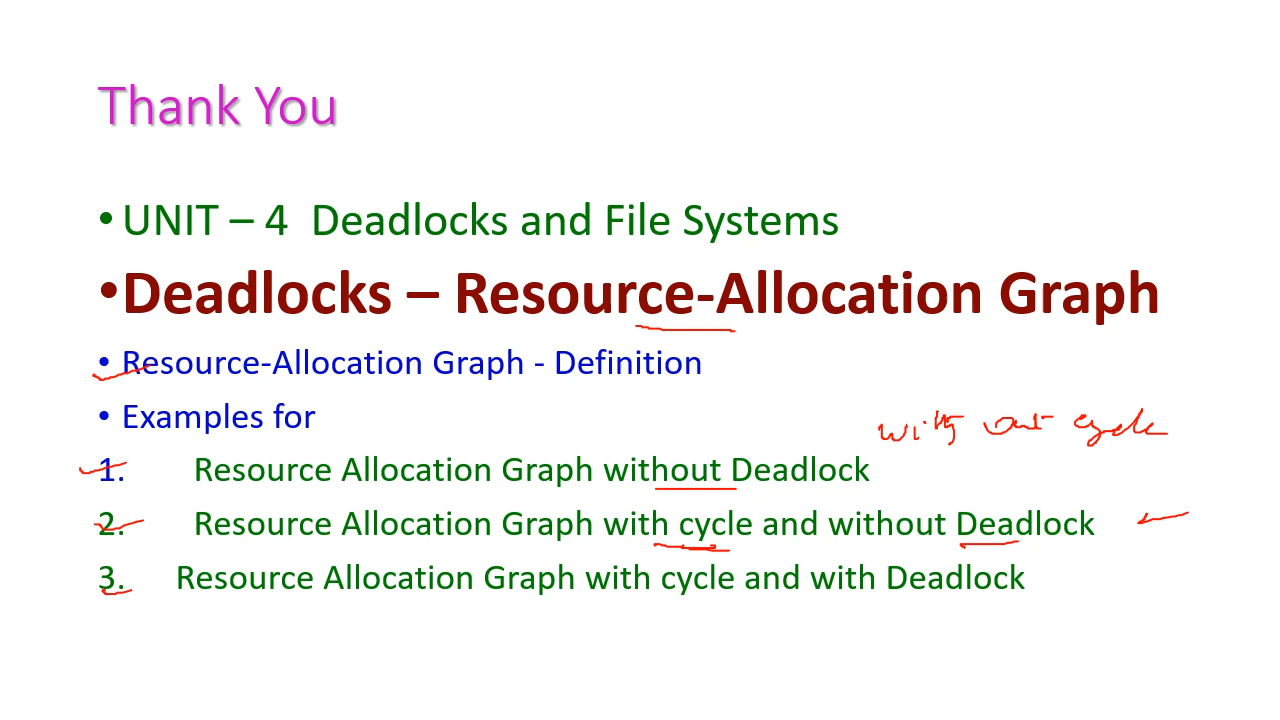 Thank You
• UNIT – 4 Deadlocks and File Systems
•Deadlocks – Resource-Allocation Graph
• Resource-Allocation Graph - Definition
• Examples for
with out cycle
1. Resource Allocation Graph without Deadlock
2. Resource Allocation Graph with cycle and without Deadlock
3. Resource Allocation Graph with cycle and with Deadlock